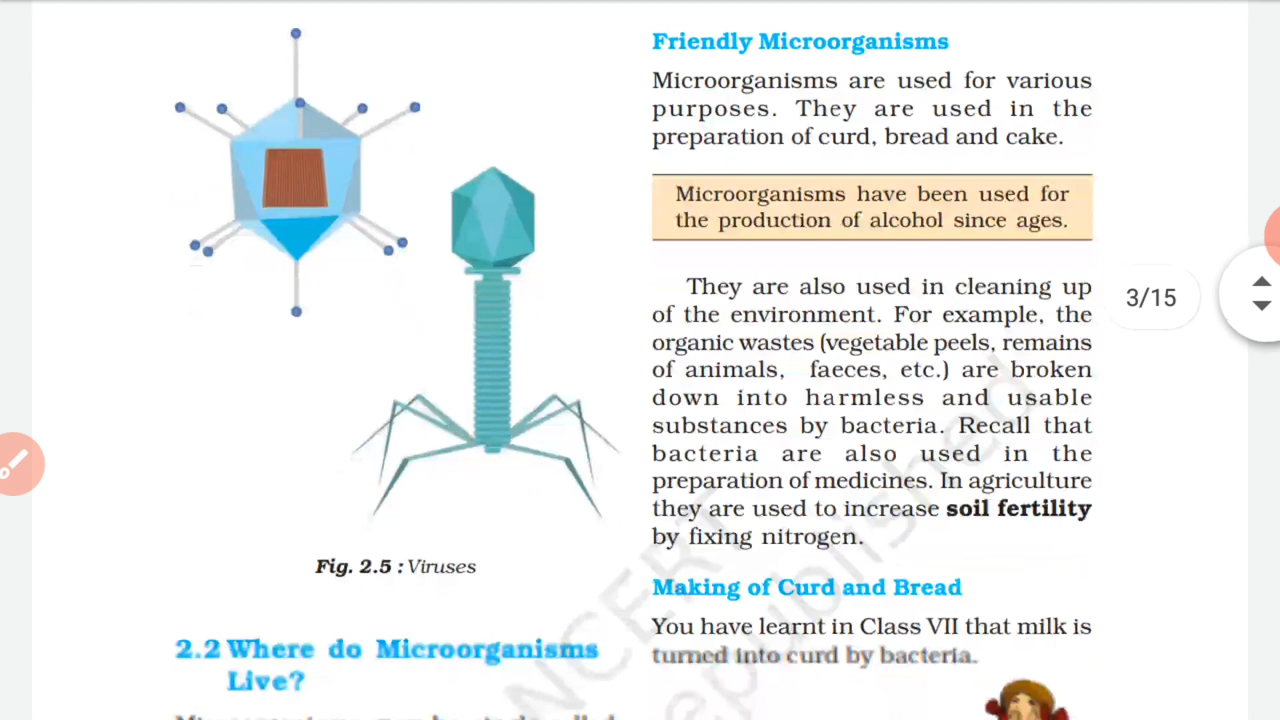 Fig. 2.5 : Viruses
2.2 Where do Microorganisms
Live?
Friendly Microorganisms
Microorganisms are used for various
purposes. They are used in the
preparation of curd, bread and cake.
Microorganisms have been used for
the production of alcohol since ages.
They are also used in cleaning up
of the environment. For example, the
organic wastes (vegetable peels, remains
of animals, faeces, etc.) are broken
down into harmless and usable
substances by bacteria. Recall that
bacteria are also used in the
preparation of medicines. In agriculture
they are used to increase soil fertility
by fixing nitrogen.
Making of Curd and Bread
You have learnt in Class VII that milk is
turned into curd by bacteria.
3/15
NCERT
republished